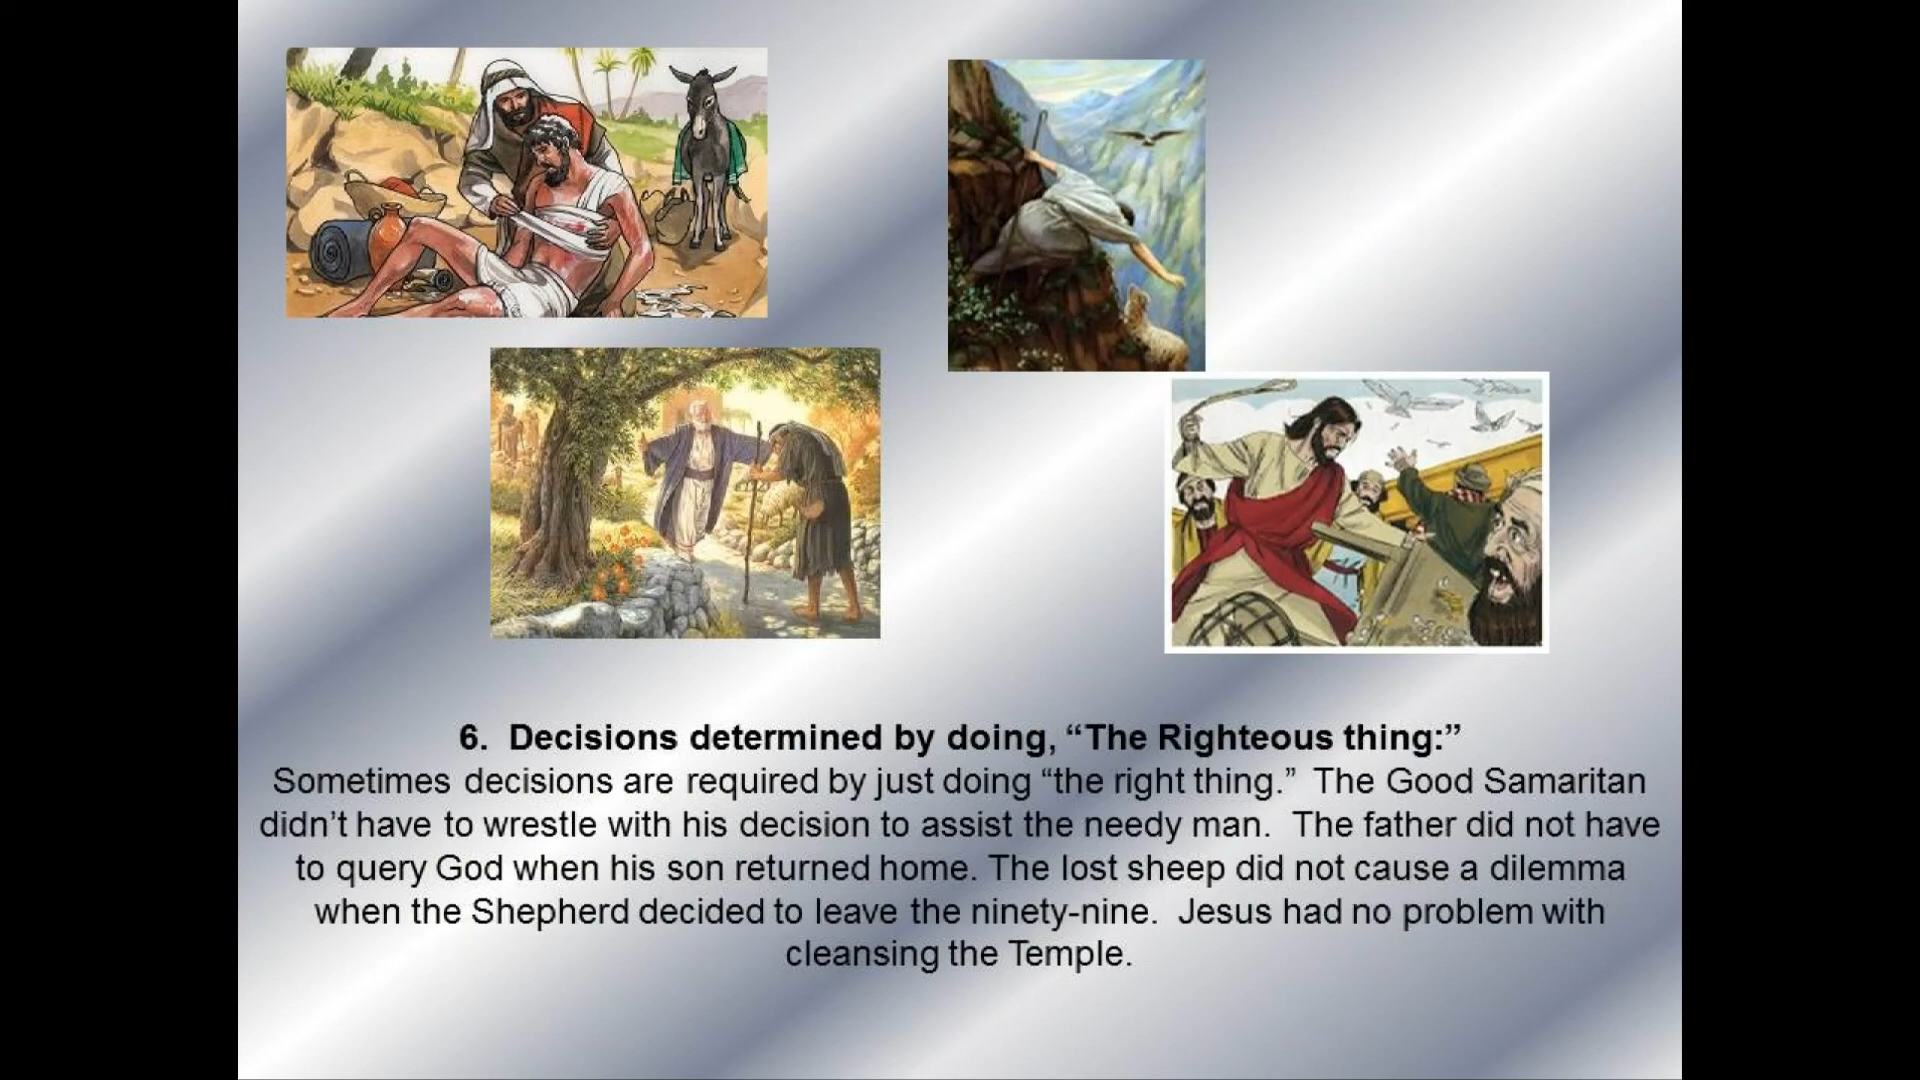 6.  Decisions determined by doing, “The Righteous thing:”
Sometimes decisions are required by just doing “the right thing.”  The Good Samaritan
didn’t have to wrestle with his decision to assist the needy man.  The father did not have
to query God when his son returned home. The lost sheep did not cause a dilemma
when the Shepherd decided to leave the ninety-nine.  Jesus had no problem with
cleansing the Temple.